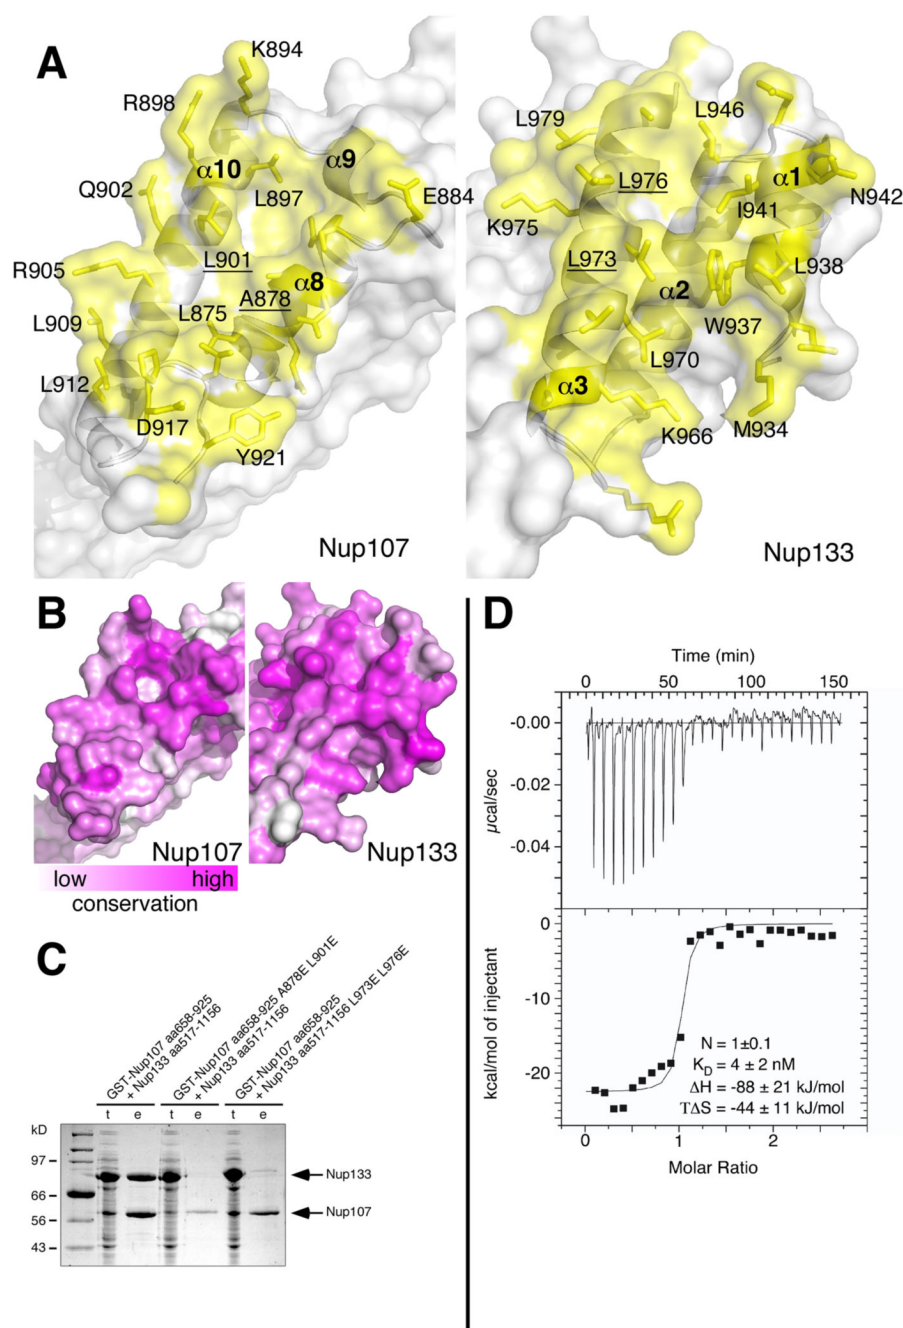 A
K894
R898
α10
α9
Q902
L897
E884
L901
R905
α8
A878
L875
L909
L912
D917
Y921
Nup107
L979
L946
α1
L976
N942
K975
I941
L973
L938
α2
W937
L970
α3
K966
M934
Nup133
B
Nup107
Nup133
low high
conservation
C
GST-Nup107 aa658-925
+ Nup133 aa517-1156
GST-Nup107 aa658-925 A878E L901E
+ Nup133 aa517-1156
GST-Nup107 aa658-925
+ Nup133 aa517-1156 L973E L976E
t e t e t e
kD
97
66
56
43
Nup133
Nup107
D
Time (min)
0 50 100 150
-0.00
-0.02
-0.04
µcal/sec
0
-10
-20
kcal/mol of injectant
N = 1±0.1
KD = 4 ± 2 nM
ΔH = -88 ± 21 kJ/mol
TΔS = -44 ± 11 kJ/mol
0 1 2
Molar Ratio